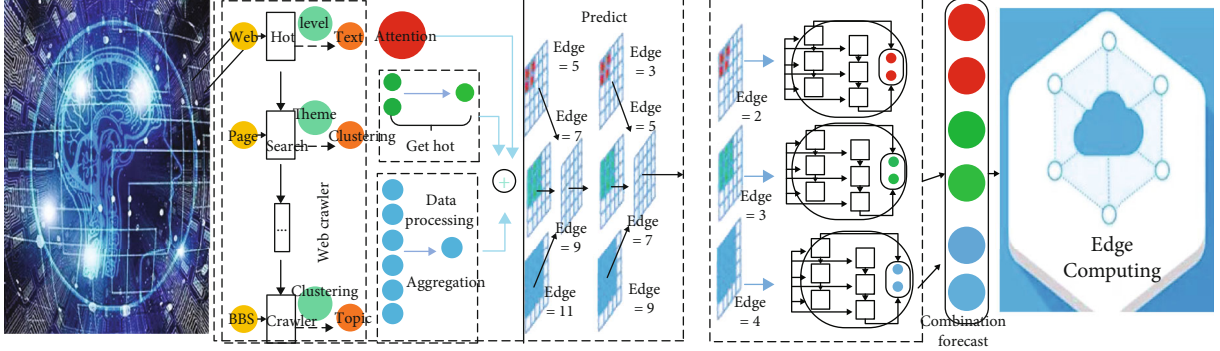 Web
Hot
level
Text
Page
Search
Theme
Clustering
...
Web crawler
BBS
Crawler
Clustering
Topic
Attention
Get hot
Data
processing
Aggregation
+
Predict
Edge
= 5
Edge
= 3
Edge
= 7
Edge
= 5
Edge
= 9
Edge
= 7
Edge
= 11
Edge
= 9
Edge
= 2
Edge
= 3
Edge
= 4
Combination
forecast
Edge
Computing